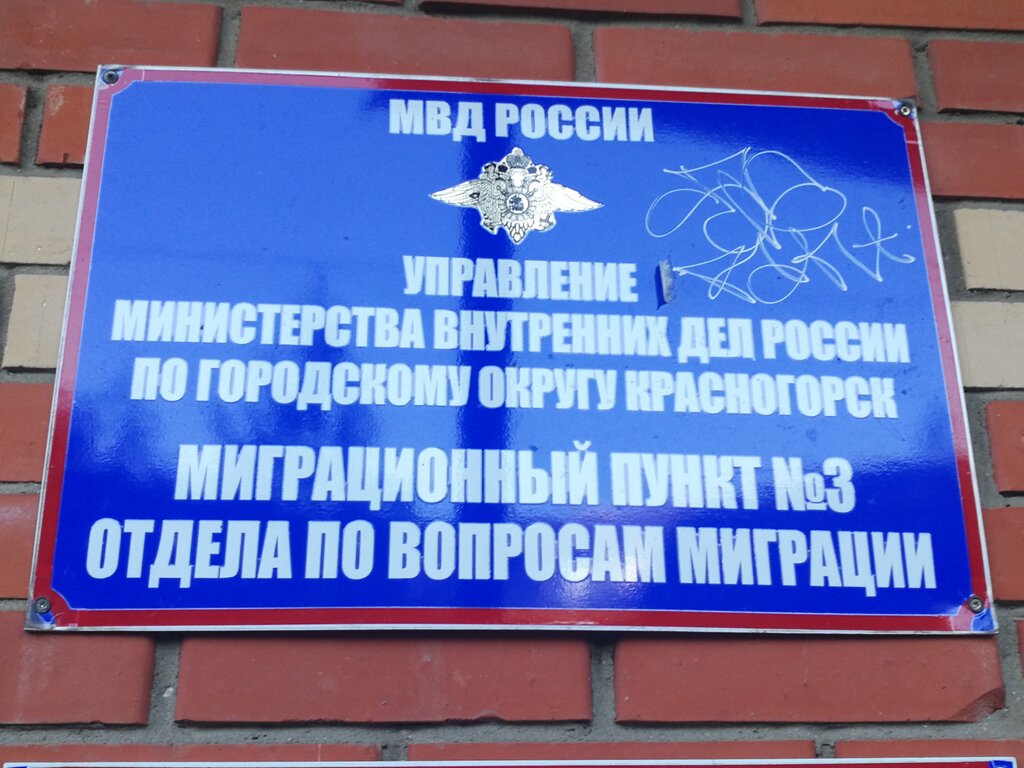 МВД РОССИИ
УПРАВЛЕНИЕ
МИНИСТЕРСТВА ВНУТРЕННИХ ДЕЛ РОССИИ
ПО ГОРОДСКОМУ ОКРУГУ КРАСНОГОРСК
МИГРАЦИОННЫЙ ПУНКТ №3
ОТДЕЛА ПО ВОПРОСАМ МИГРАЦИИ